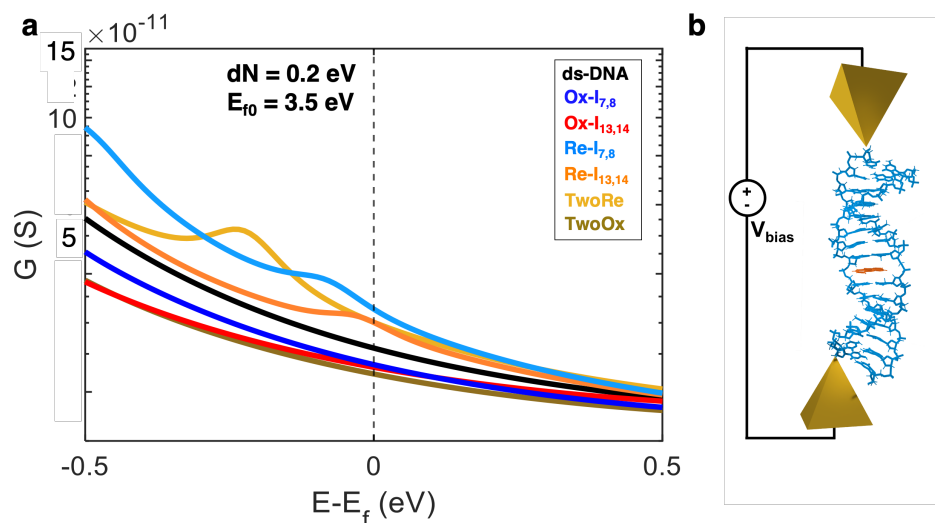 a
×10⁻¹¹
15
10
5
G (S)
dN = 0.2 eV
E_f0 = 3.5 eV
ds-DNA
Ox-I_7,8
Ox-I_13,14
Re-I_7,8
Re-I_13,14
TwoRe
TwoOx
-0.5
0
0.5
E-E_f (eV)
b
+
-
V_bias